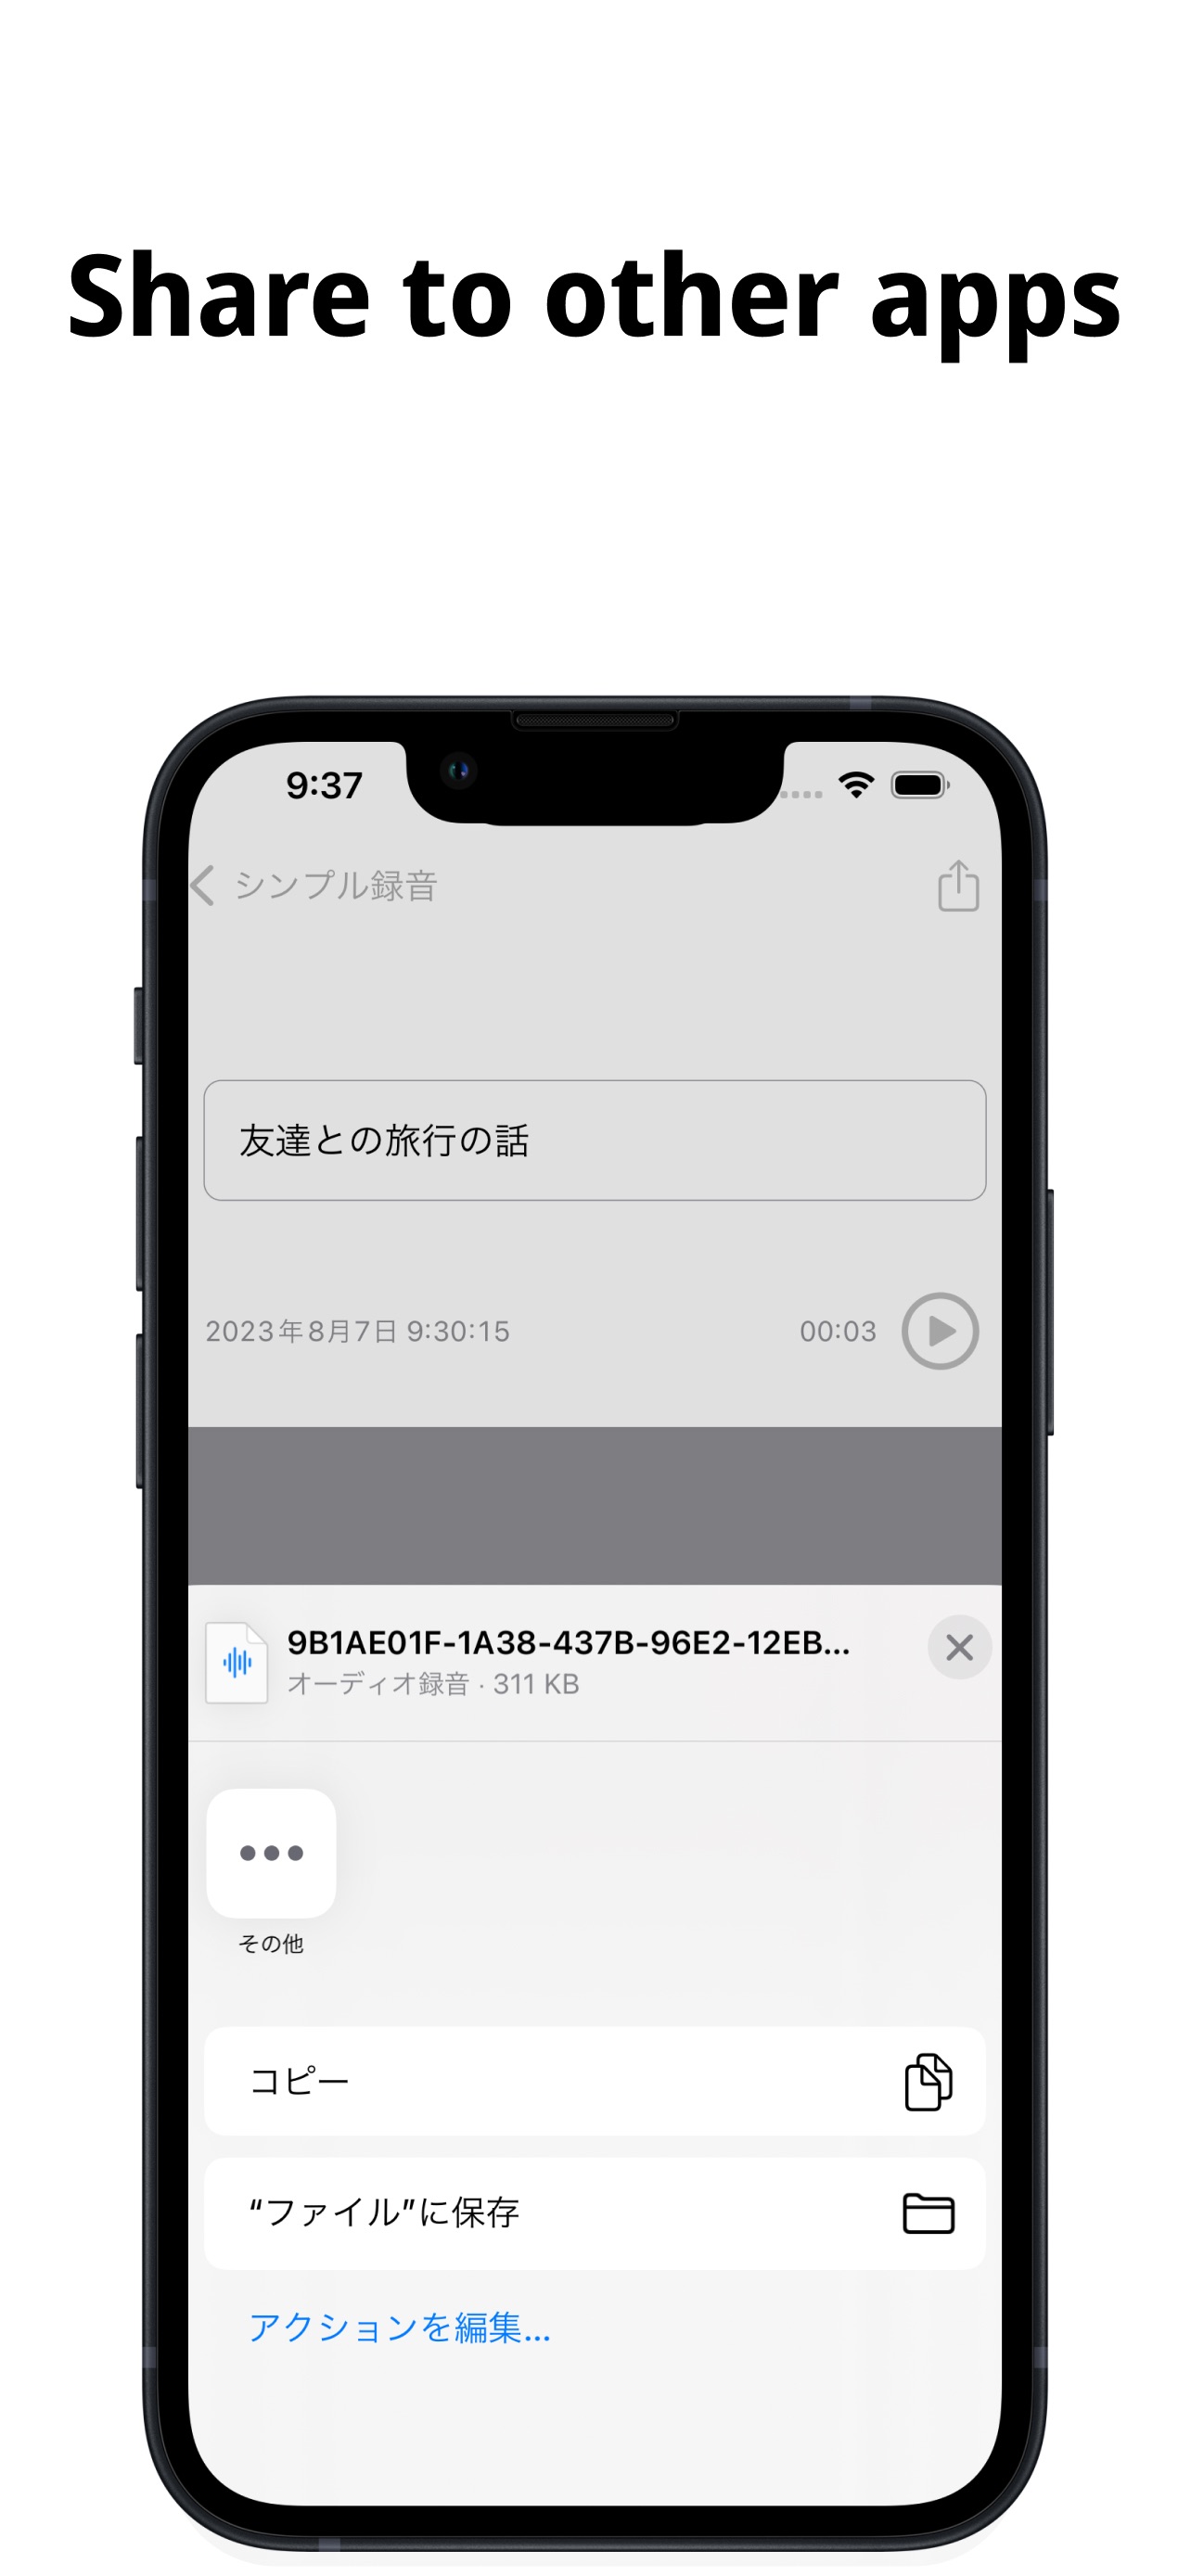 Share to other apps
9:37
シンプル録音
友達との旅行の話
2023年8月7日 9:30:15
00:03
9B1AE01F-1A38-437B-96E2-12EB...
オーディオ録音 · 311 KB
その他
コピー
“ファイル”に保存
アクションを編集...